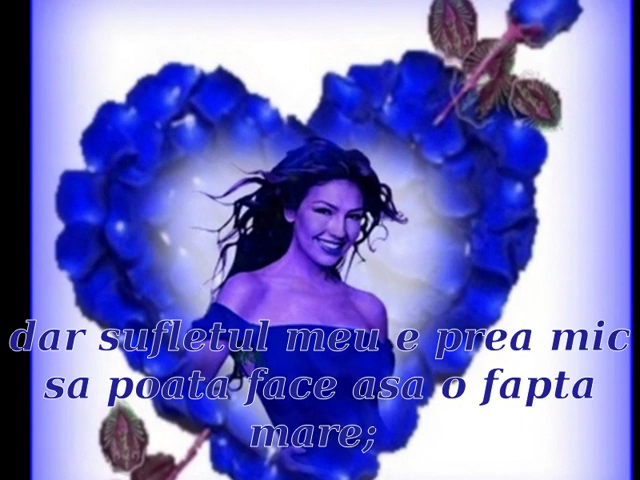 dar sufletul meu e prea mic
sa poata face asa o fapta
mare;